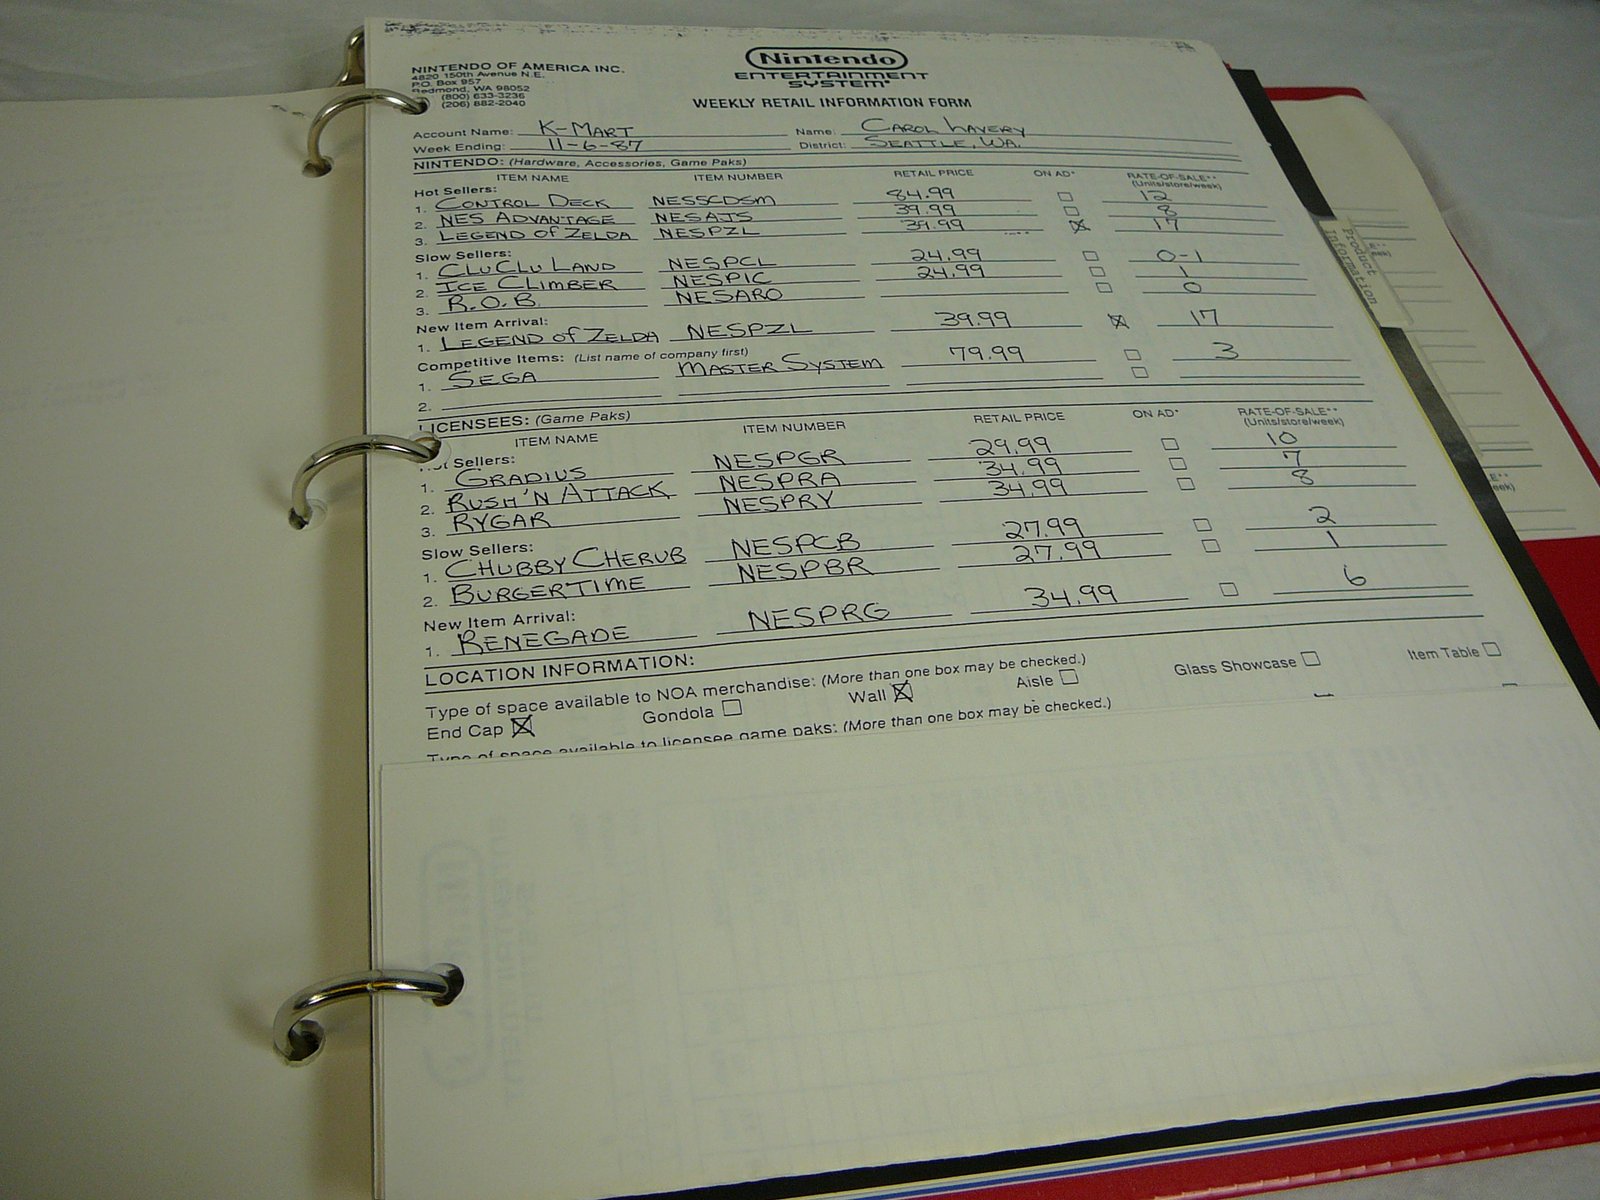 NINTENDO OF AMERICA INC.
4820 150th Avenue N.E.
P.O. Box 957
Redmond, WA 98052
(800) 633-3236
(206) 882-2040
Nintendo
ENTERTAINMENT
SYSTEM
WEEKLY RETAIL INFORMATION FORM
Account Name: K-MART Name: CAROL LAVERY
Week Ending: 11-6-87 District: SEATTLE, WA.
NINTENDO: (Hardware, Accessories, Game Paks)
ITEM NAME ITEM NUMBER RETAIL PRICE ON AD* RATE-OF-SALE**
(Units/store/week)
Hot Sellers:
1. CONTROL DECK NESSCDSM 84.99 12
2. NES ADVANTAGE NESAJS 39.99 8
3. LEGEND OF ZELDA NESPZL 39.99 17
Slow Sellers:
1. CLU CLU LAND NESPCL 24.99 0-1
2. ICE CLIMBER NESPIC 24.99 1
3. R.O.B. NESARO 0
New Item Arrival:
1. LEGEND OF ZELDA NESPZL 39.99 17
Competitive Items: (List name of company first)
1. SEGA MASTER SYSTEM 79.99 3
2.
LICENSEES: (Game Paks)
ITEM NAME ITEM NUMBER RETAIL PRICE ON AD* RATE-OF-SALE**
(Units/store/week)
Hot Sellers:
1. GRADIUS NESPGR 29.99 10
2. RUSH'N ATTACK NESPRA 34.99 7
3. RYGAR NESPRY 34.99 8
Slow Sellers:
1. CHUBBY CHERUB NESPCB 27.99 2
2. BURGERTIME NESPBR 27.99 1
New Item Arrival:
1. RENEGADE NESPRG 34.99 6
LOCATION INFORMATION:
Type of space available to NOA merchandise: (More than one box may be checked.)
End Cap Gondola Wall Aisle Glass Showcase Item Table
Type of space available to licensee game paks: (More than one box may be checked.)
Product
Information